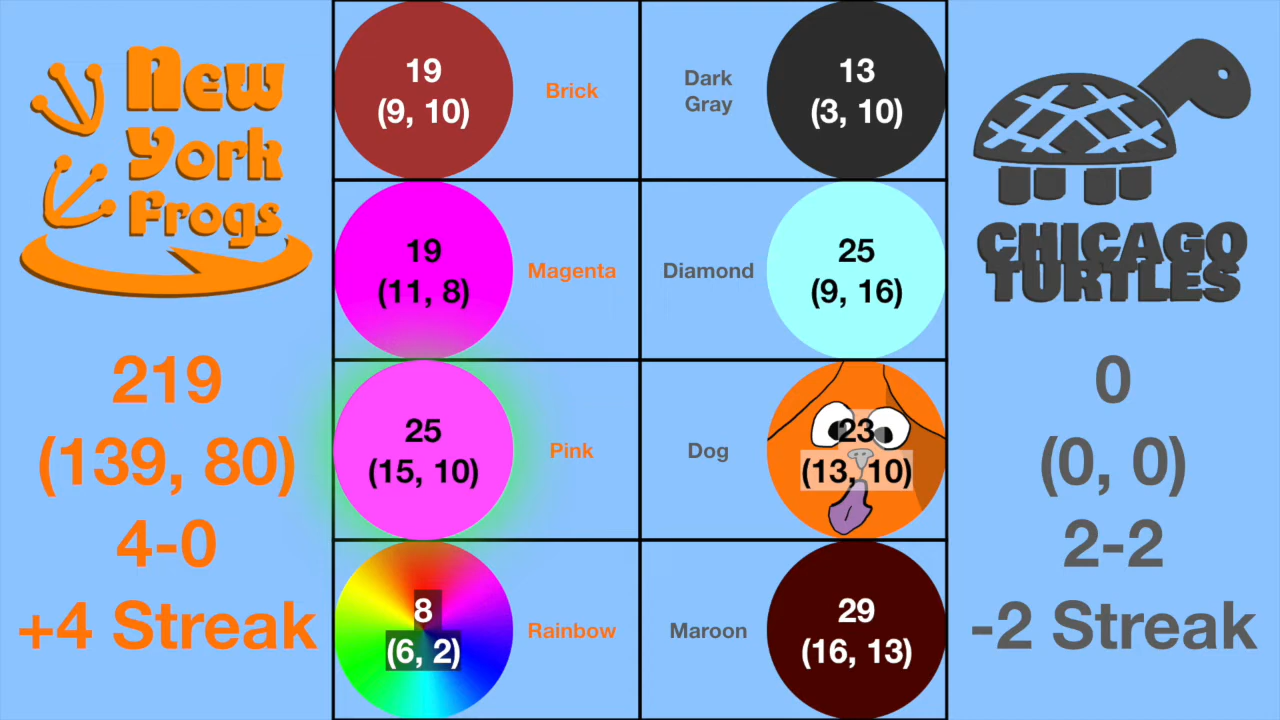 New
York
Frogs
219
(139, 80)
4-0
+4 Streak
19
(9, 10)
Brick
19
(11, 8)
Magenta
25
(15, 10)
Pink
8
(6, 2)
Rainbow
Dark
Gray
13
(3, 10)
Diamond
25
(9, 16)
Dog
23
(13, 10)
Maroon
29
(16, 13)
CHICAGO
TURTLES
0
(0, 0)
2-2
-2 Streak